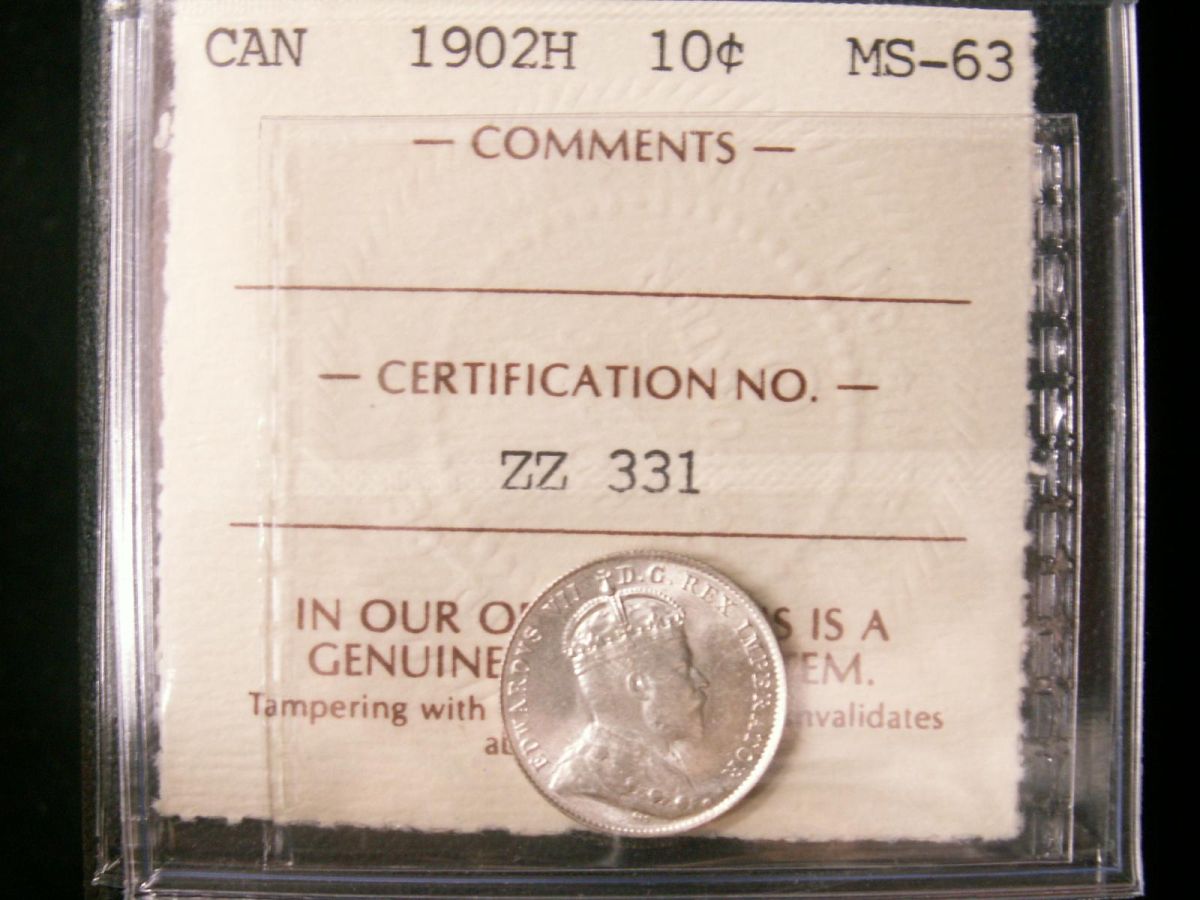 CAN 1902H 10¢ MS-63
— COMMENTS —
— CERTIFICATION NO. —
ZZ 331
IN OUR S IS A
GENUINE TEM.
Tampering with nvalidates
EDWARDVS VII D.G. REX IMPERATOR